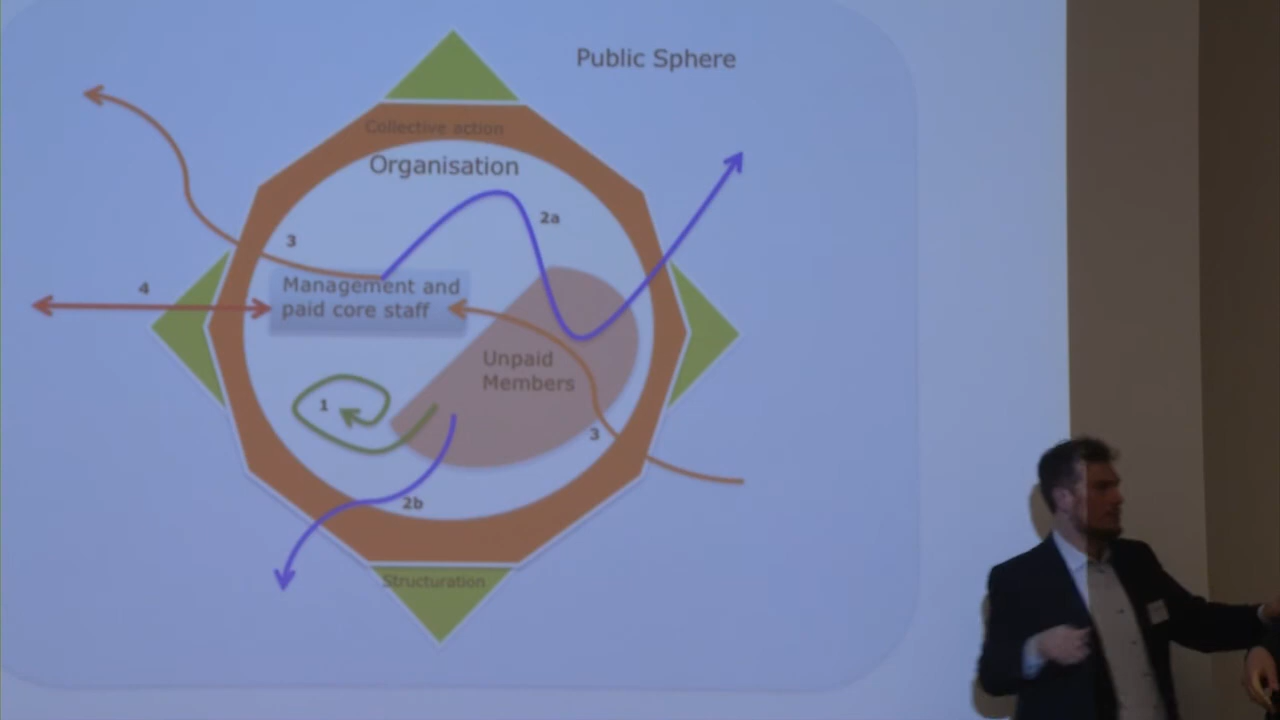 Public Sphere
Collective action
Organisation
2a
3
Management and
paid core staff
4
Unpaid
Members
1
3
2b
Structuration